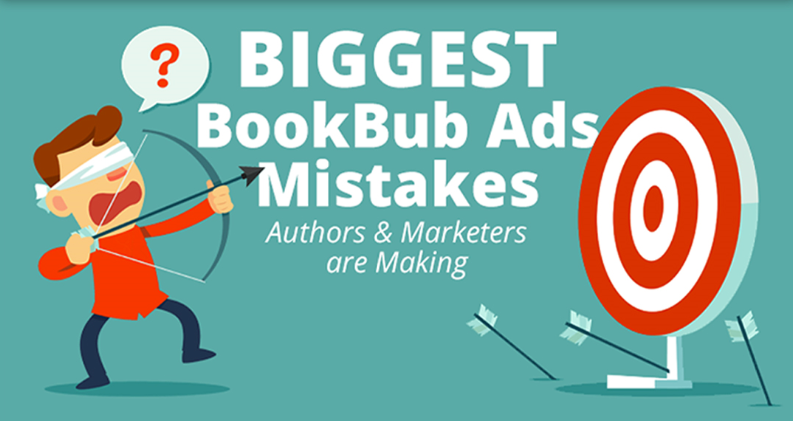 ?
BIGGEST
BookBub Ads
Mistakes
Authors & Marketers
are Making